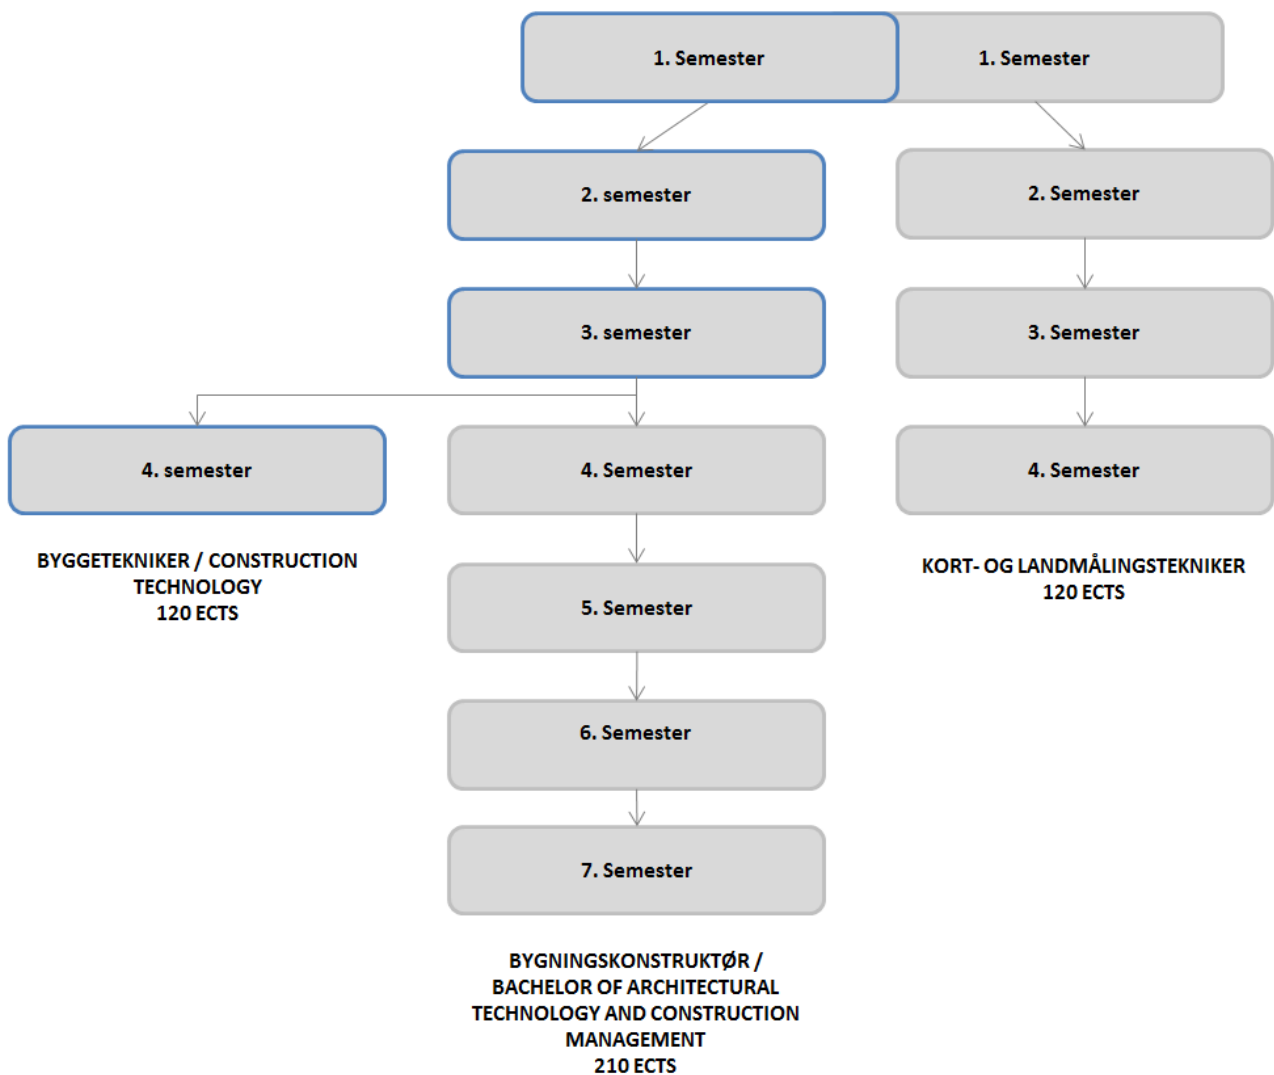 1. Semester
1. Semester
2. semester
2. Semester
3. semester
3. Semester
4. semester
4. Semester
4. Semester
BYGGETEKNIKER / CONSTRUCTION
TECHNOLOGY
120 ECTS
KORT- OG LANDMÅLINGSTEKNIKER
120 ECTS
5. Semester
6. Semester
7. Semester
BYGNINGSKONSTRUKTØR /
BACHELOR OF ARCHITECTURAL
TECHNOLOGY AND CONSTRUCTION
MANAGEMENT
210 ECTS